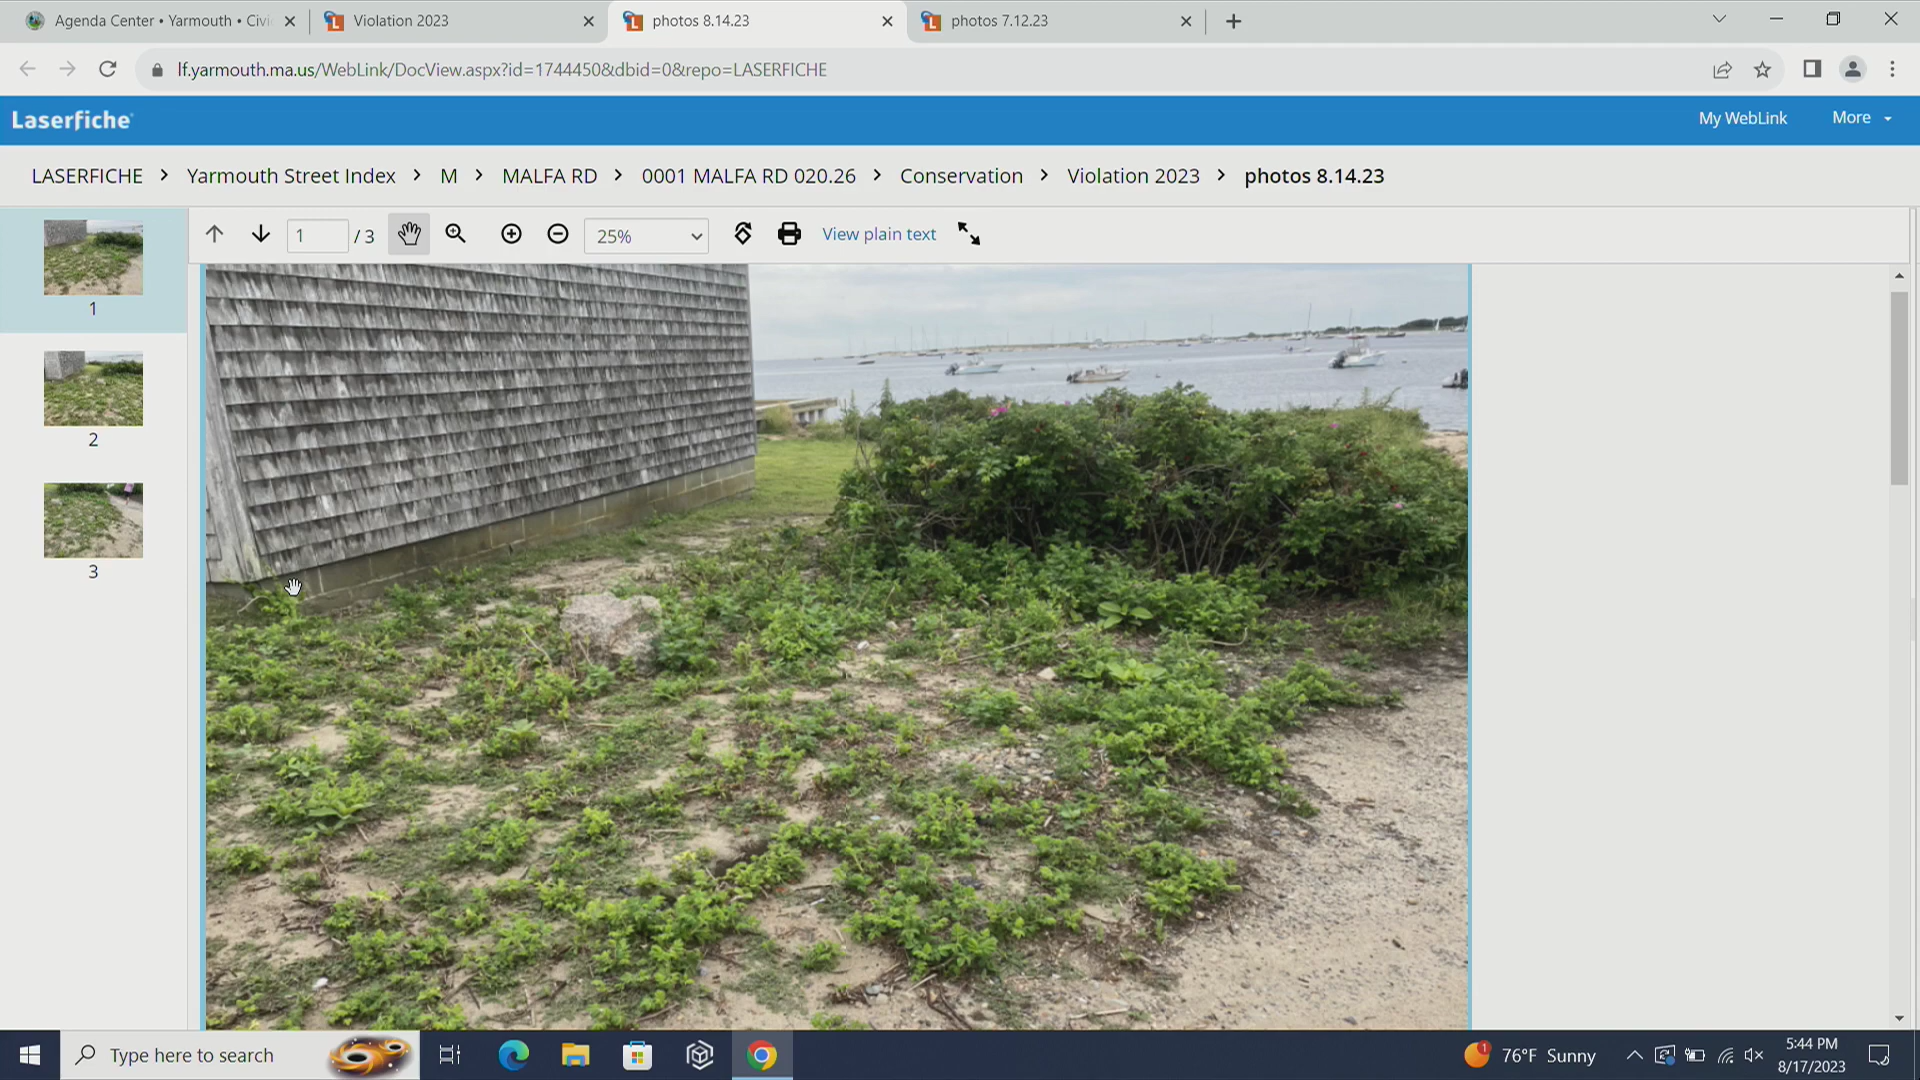 Agenda Center • Yarmouth • Civi
Violation 2023
photos 8.14.23
photos 7.12.23
lf.yarmouth.ma.us/WebLink/DocView.aspx?id=1744450&dbid=0&repo=LASERFICHE
Laserfiche
My WebLink
More
LASERFICHE > Yarmouth Street Index > M > MALFA RD > 0001 MALFA RD 020.26 > Conservation > Violation 2023 > photos 8.14.23
1 / 3
25%
View plain text
1
2
3
Type here to search
1
76°F Sunny
5:44 PM
8/17/2023